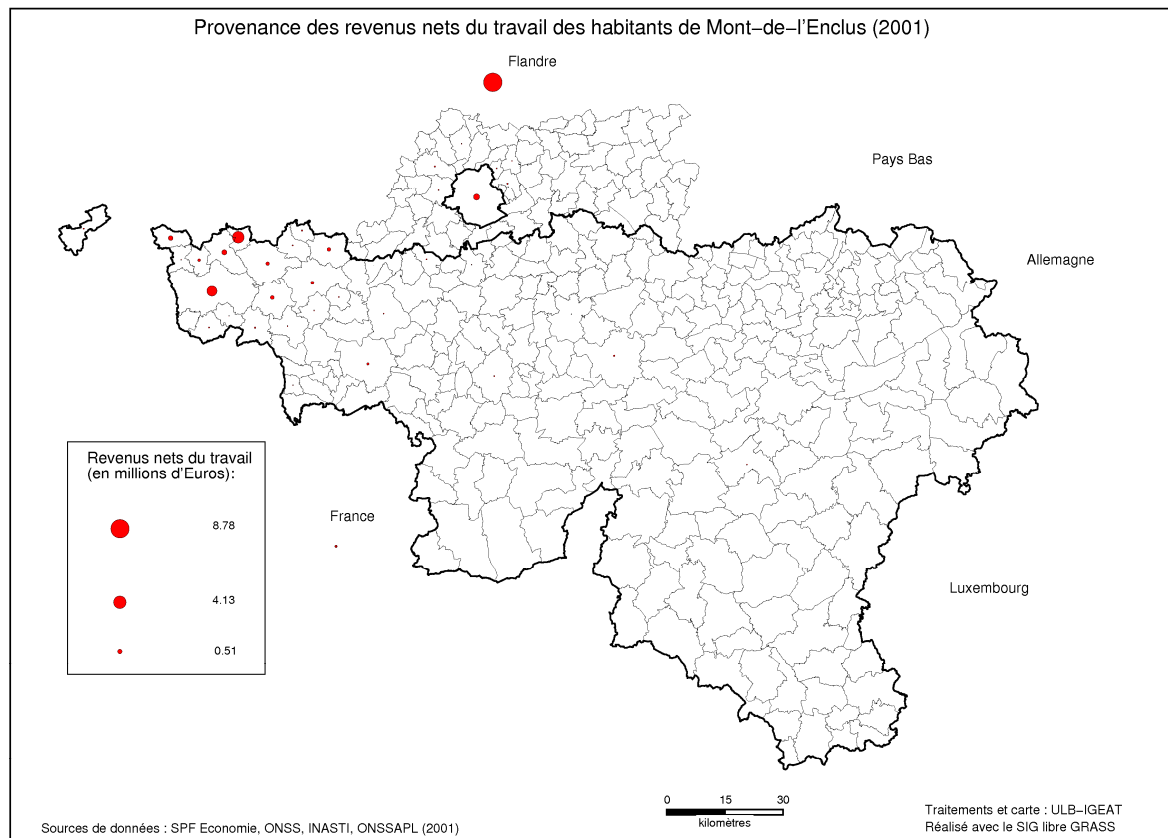 Provenance des revenus nets du travail des habitants de Mont−de−l'Enclus (2001)
Flandre
Pays Bas
Allemagne
Revenus nets du travail
(en millions d'Euros):
8.78
4.13
0.51
France
Luxembourg
0 15 30
kilomètres
Sources de données : SPF Economie, ONSS, INASTI, ONSSAPL (2001)
Traitements et carte : ULB−IGEAT
Réalisé avec le SIG libre GRASS